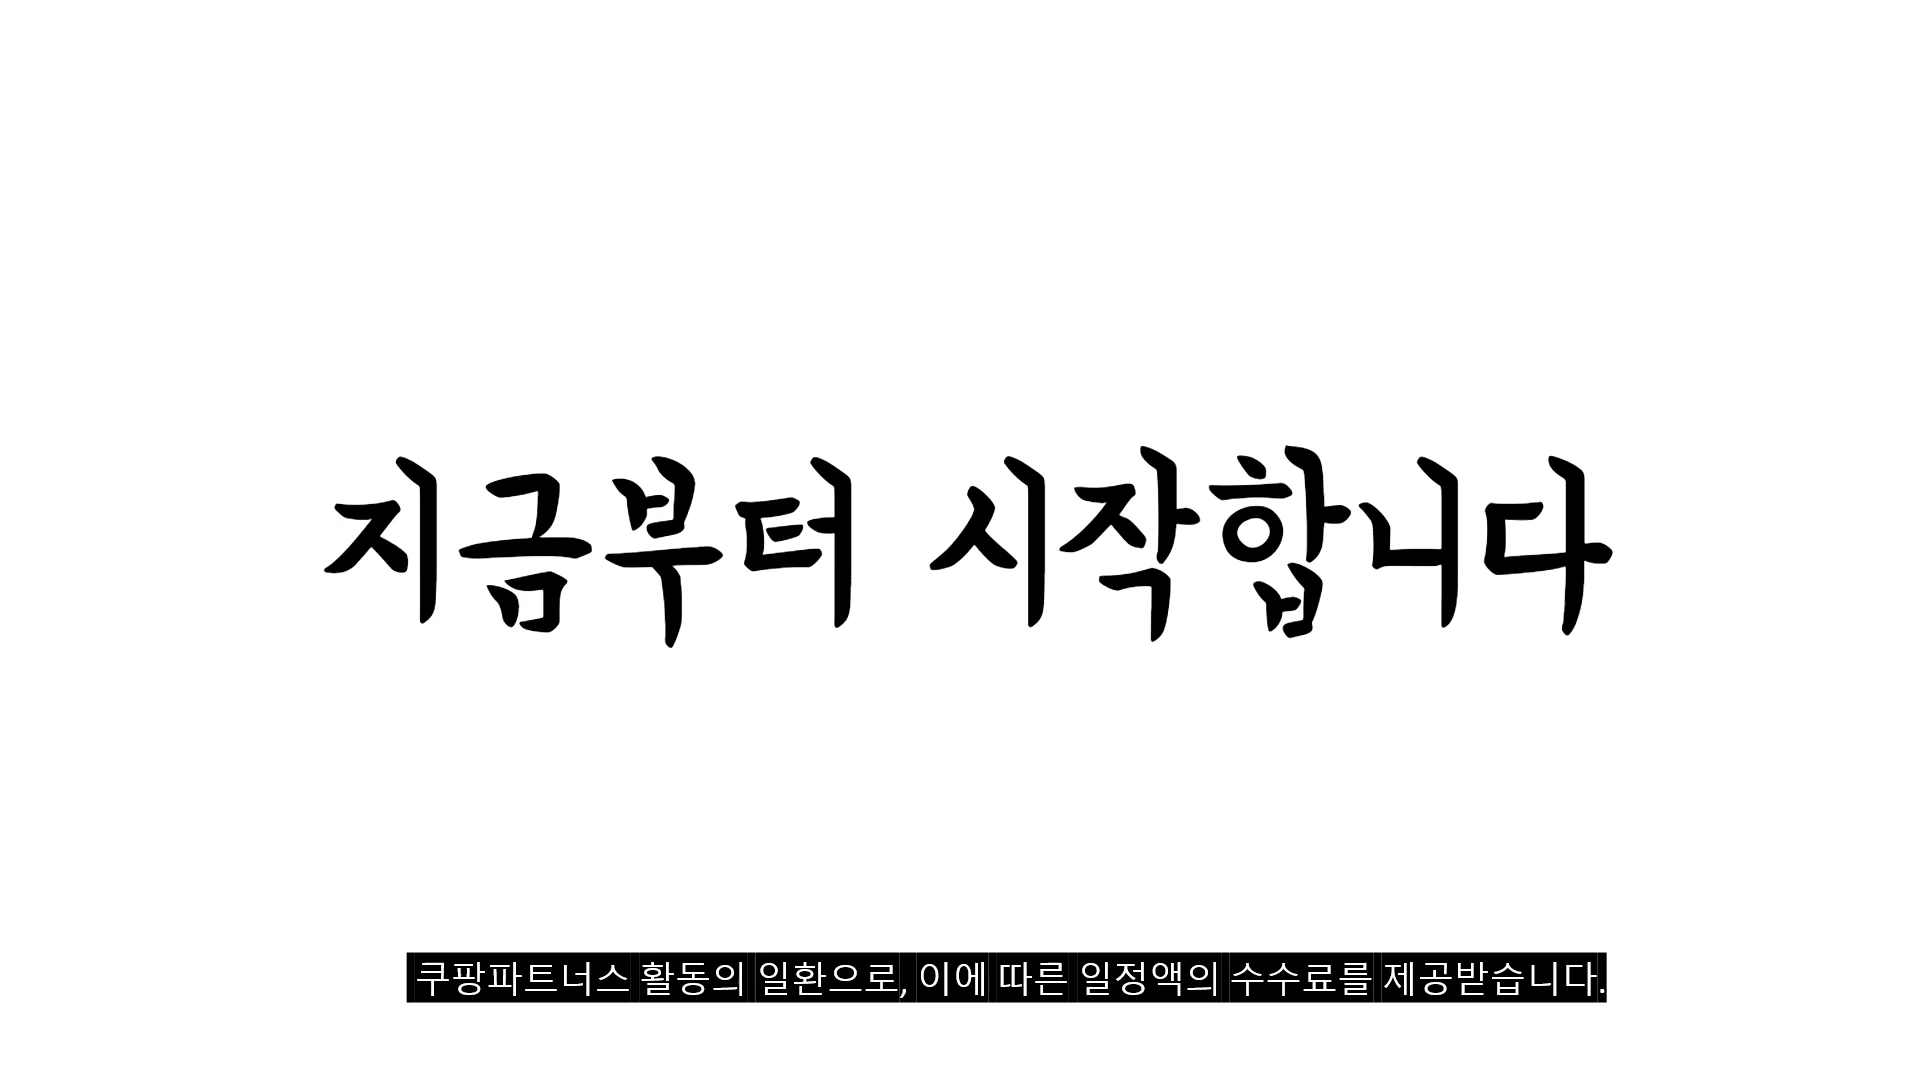 지금부터 시작합니다
쿠팡파트너스 활동의 일환으로, 이에 따른 일정액의 수수료를 제공받습니다.